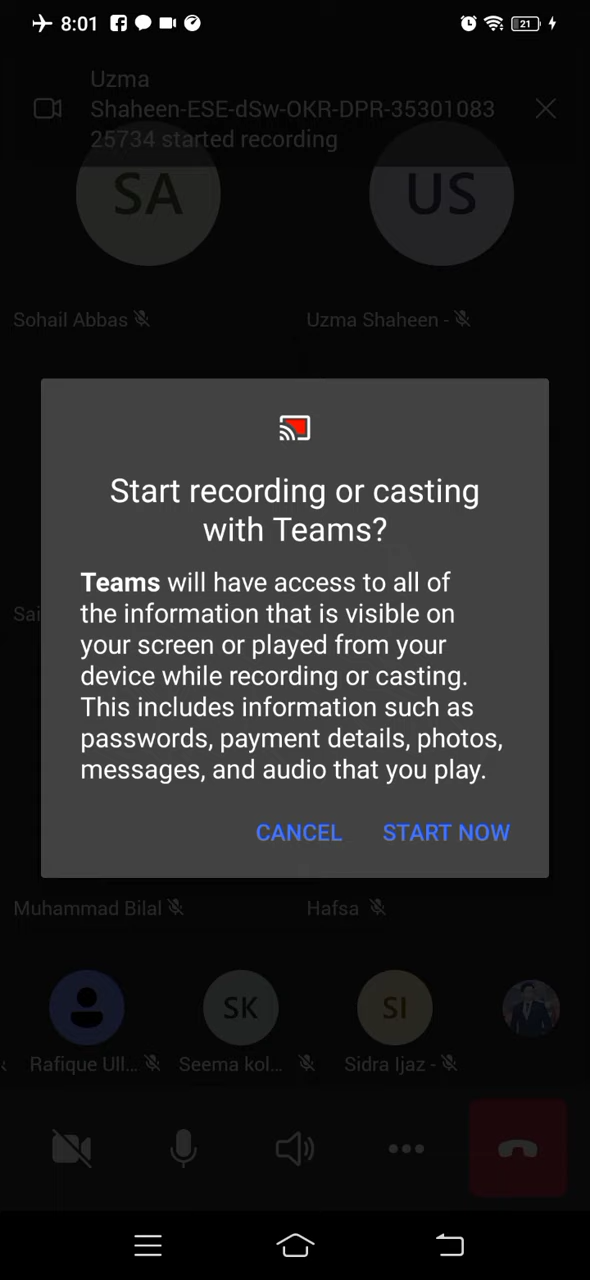 8:01
21
Uzma
Shaheen-ESE-dSw-OKR-DPR-35301083
25734 started recording
SA
US
Sohail Abbas
Uzma Shaheen -
Start recording or casting
with Teams?
Teams will have access to all of
the information that is visible on
your screen or played from your
device while recording or casting.
This includes information such as
passwords, payment details, photos,
messages, and audio that you play.
Sai
CANCEL
START NOW
Muhammad Bilal
Hafsa
SK
SI
Rafique Ull...
Seema kol...
Sidra Ijaz -